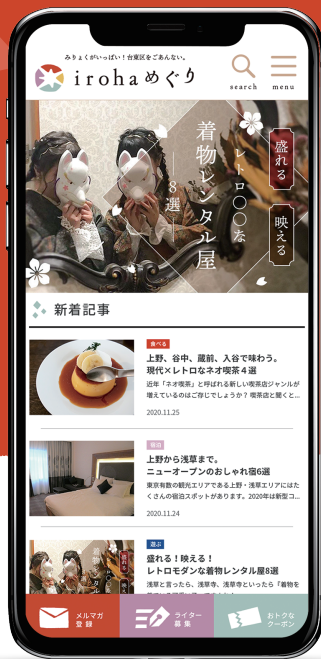 みりょくがいっぱい！台東区をごあんない。
irohaめぐり
search
menu
盛れる
映える
レトロ〇〇な
着物レンタル屋
8選
新着記事
食べる
上野、谷中、蔵前、入谷で味わう。
現代×レトロなネオ喫茶４選
近年「ネオ喫茶」と呼ばれる新しい喫茶店ジャンルが
増えているのはご存じでしょうか？ 喫茶店と聞くと...
2020.11.25
宿泊
上野から浅草まで。
ニューオープンのおしゃれ宿6選
東京有数の観光エリアである上野・浅草エリアにはた
くさんの宿泊スポットがあります。2020年は新型コ...
2020.11.24
遊ぶ
盛れる！映える！
レトロモダンな着物レンタル屋8選
浅草と言ったら、浅草寺、浅草寺といったら「着物を
メルマガ
登録
ライター
募集
おトクな
クーポン